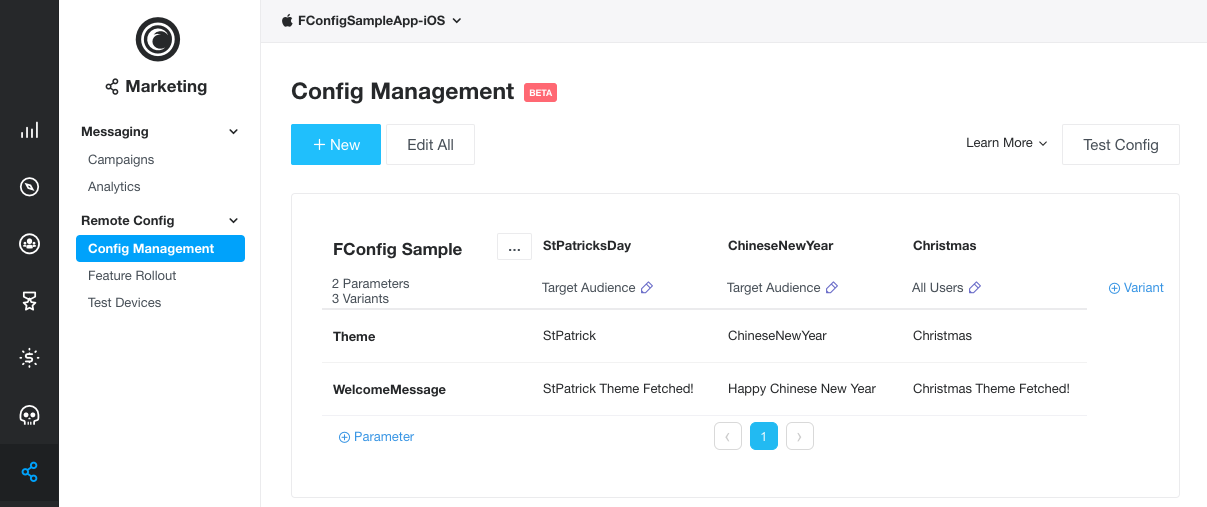 FConfigSampleApp-iOS
Marketing
Messaging
Campaigns
Analytics
Remote Config
Config Management
Feature Rollout
Test Devices
Config Management BETA
+ New Edit All Learn More Test Config
FConfig Sample ... StPatricksDay ChineseNewYear Christmas
2 Parameters
3 Variants
Target Audience Target Audience All Users Variant
Theme StPatrick ChineseNewYear Christmas
WelcomeMessage StPatrick Theme Fetched! Happy Chinese New Year Christmas Theme Fetched!
Parameter ‹ 1 ›